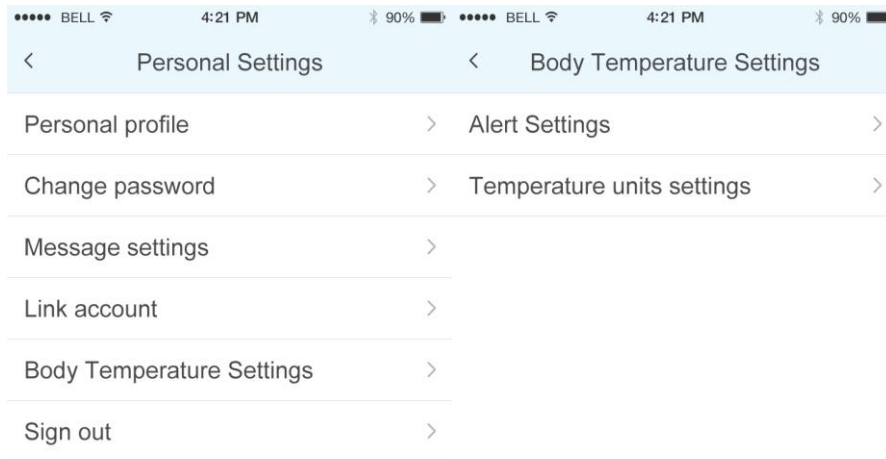 BELL 4:21 PM 90%
Personal Settings
Personal profile
Change password
Message settings
Link account
Body Temperature Settings
Sign out
BELL 4:21 PM 90%
Body Temperature Settings
Alert Settings
Temperature units settings